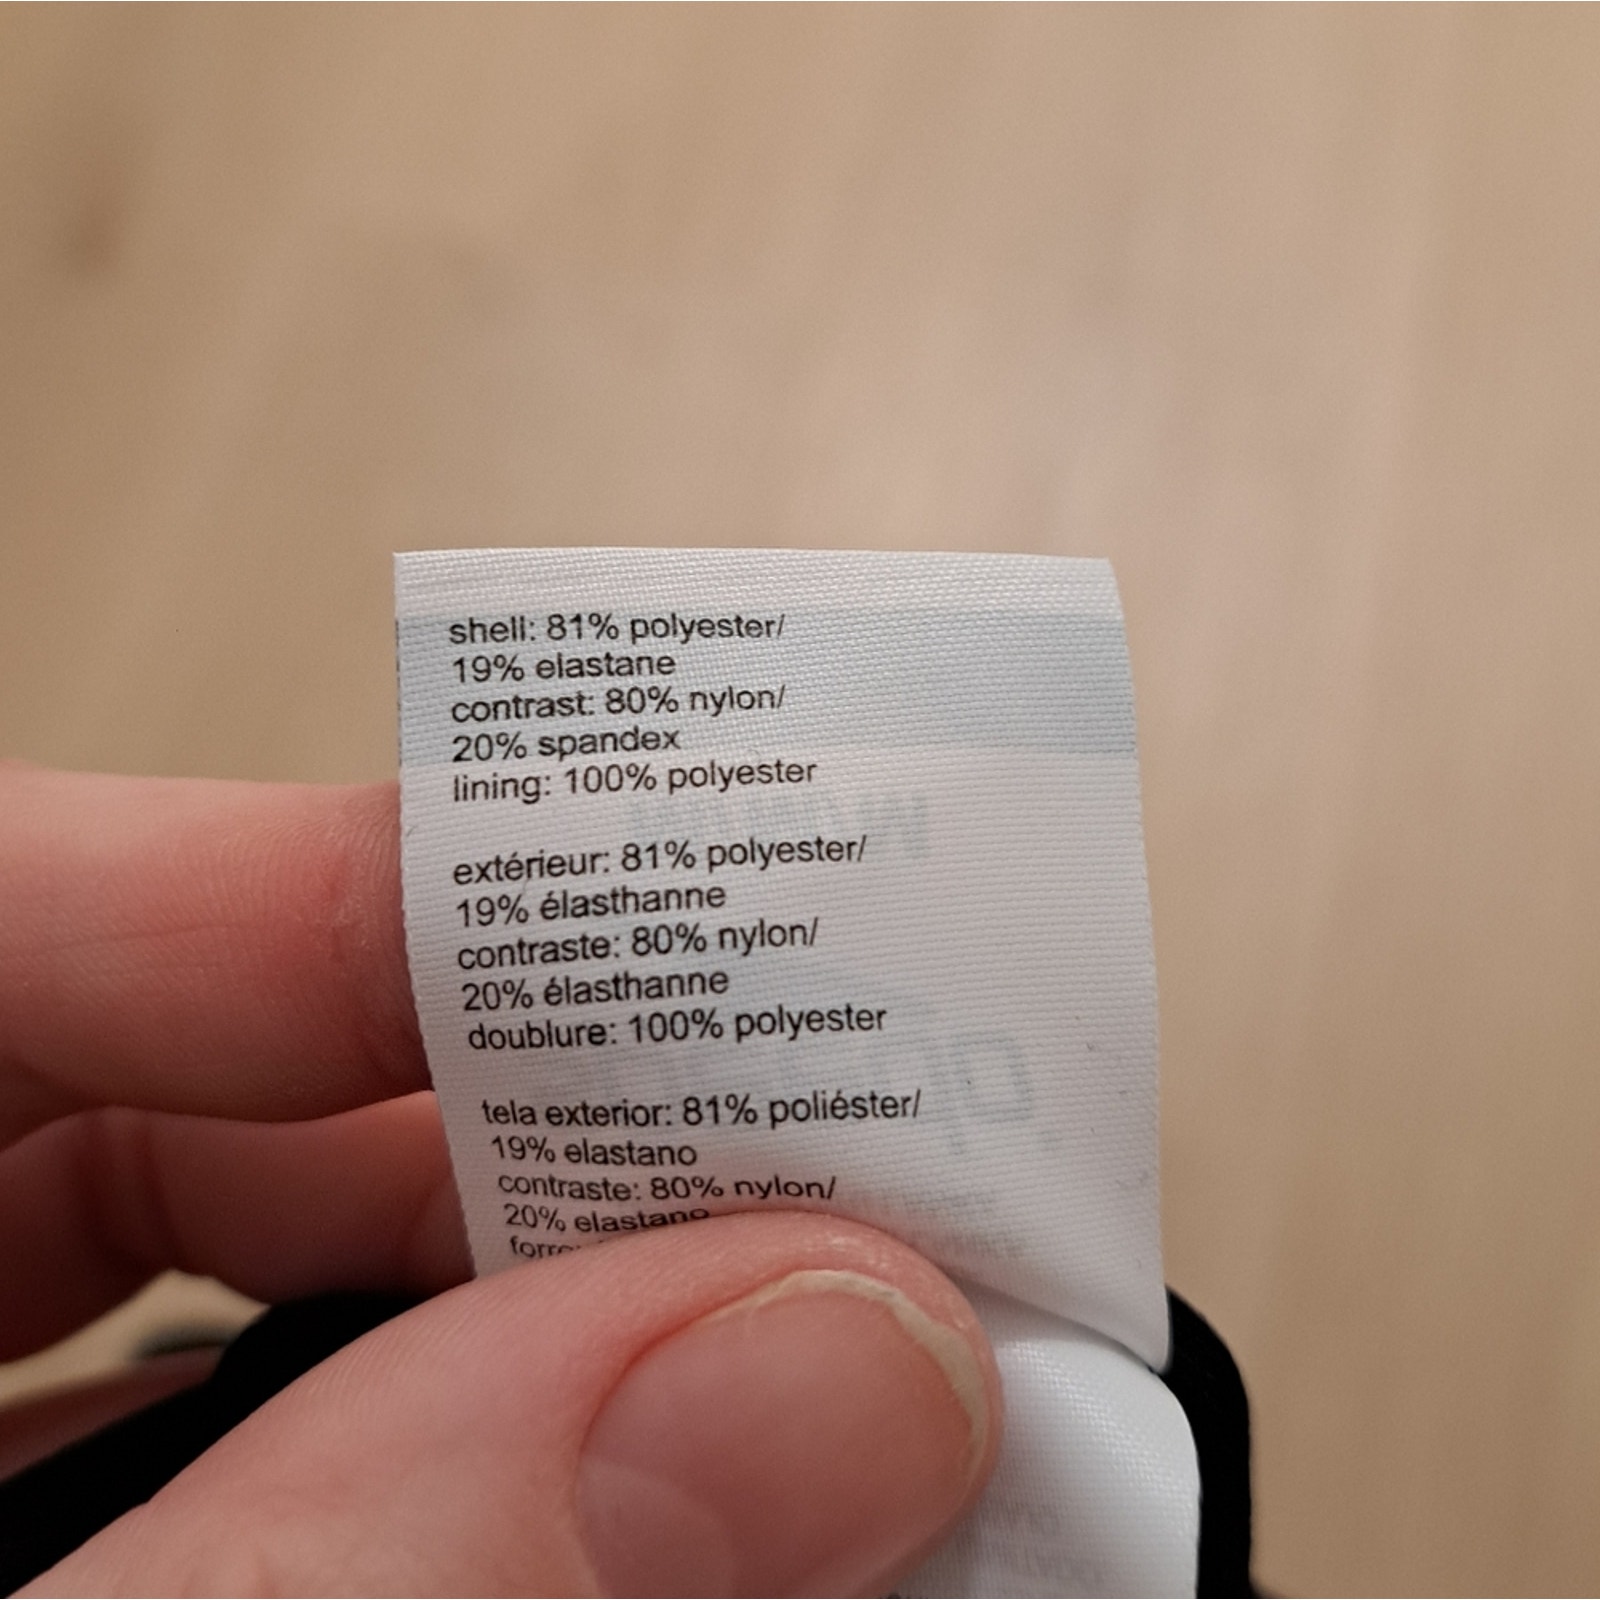 shell: 81% polyester/
19% elastane
contrast: 80% nylon/
20% spandex
lining: 100% polyester
extérieur: 81% polyester/
19% élasthanne
contraste: 80% nylon/
20% élasthanne
doublure: 100% polyester
tela exterior: 81% poliéster/
19% elastano
contraste: 80% nylon/
20% elastano